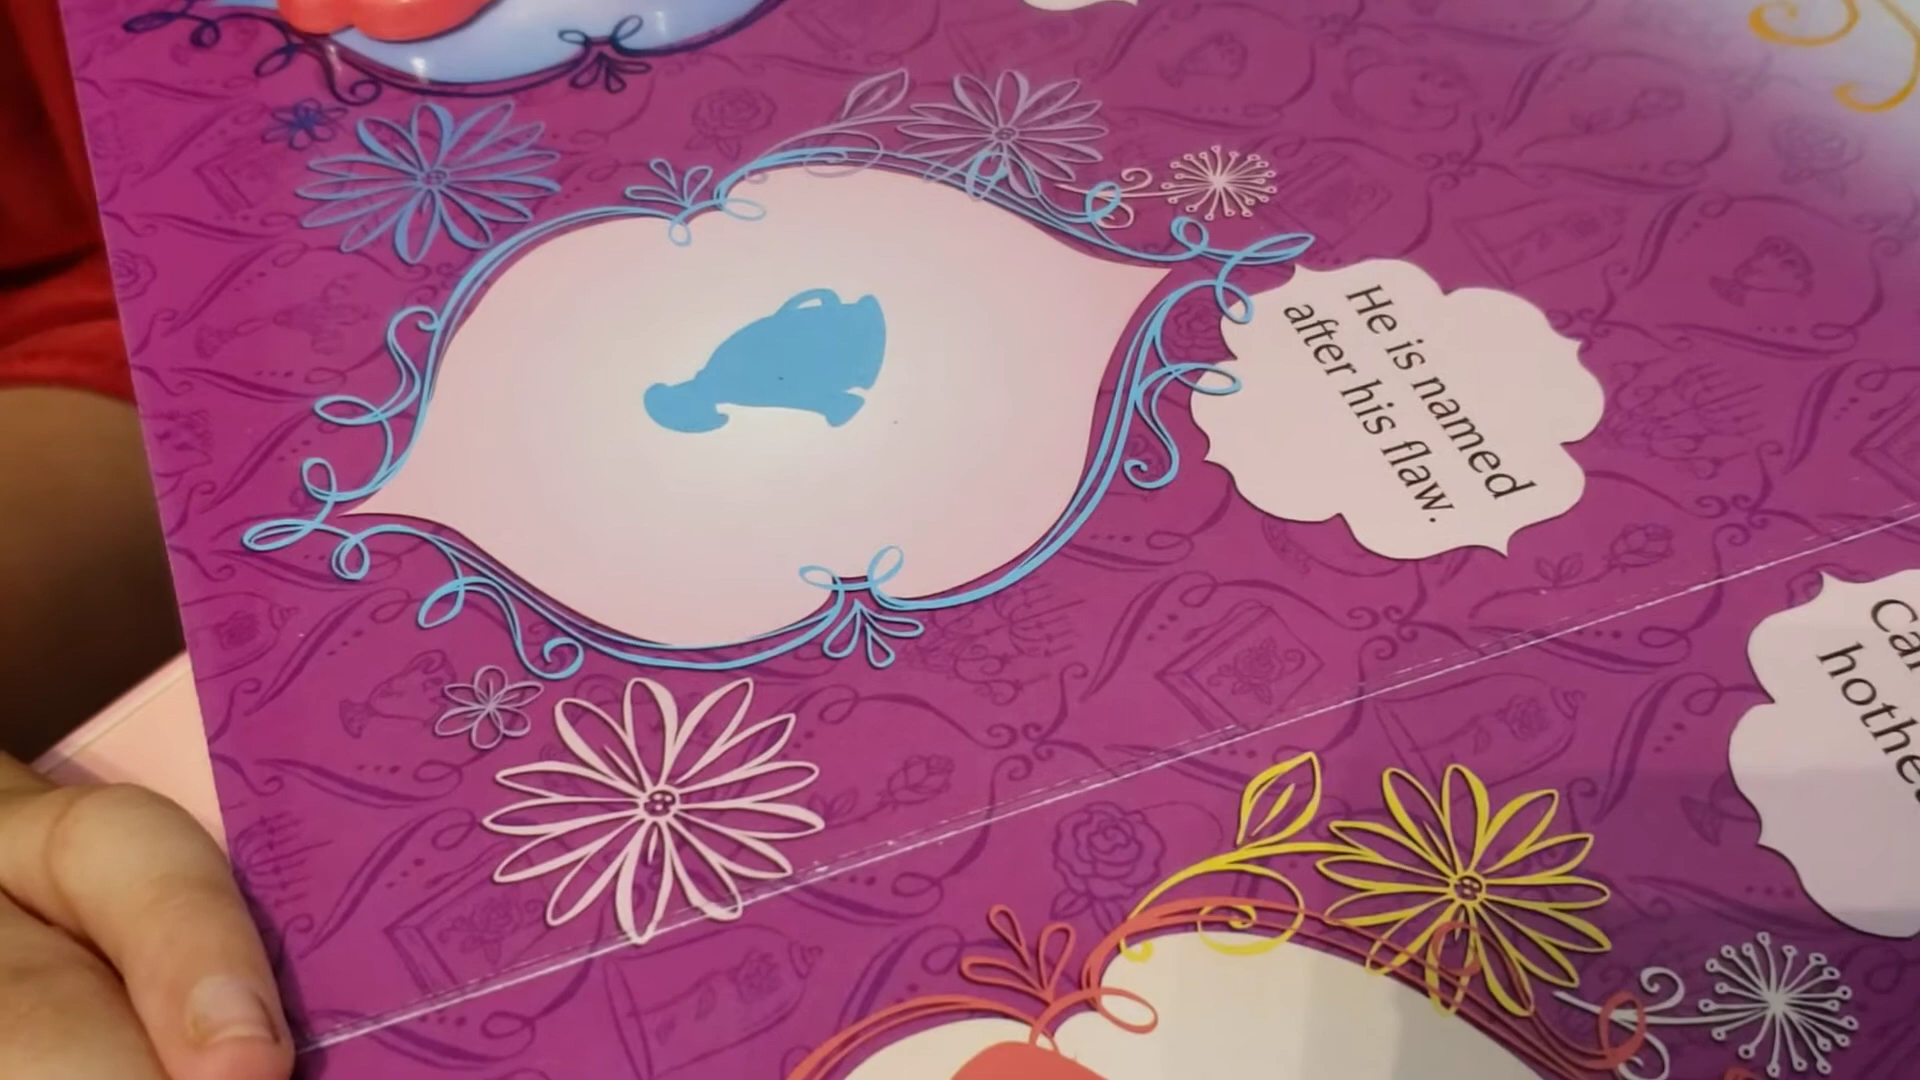 He is named
after his flaw.